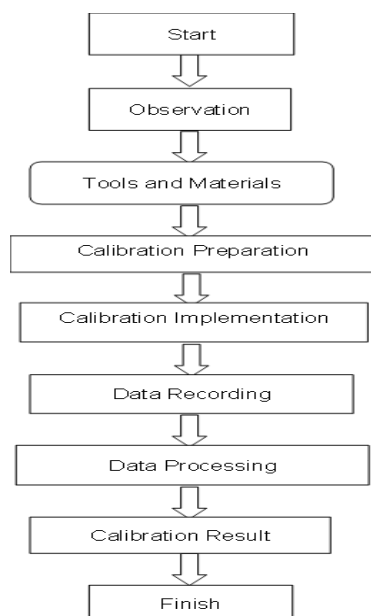 Start
Observation
Tools and Materials
Calibration Preparation
Calibration Implementation
Data Recording
Data Processing
Calibration Result
Finish